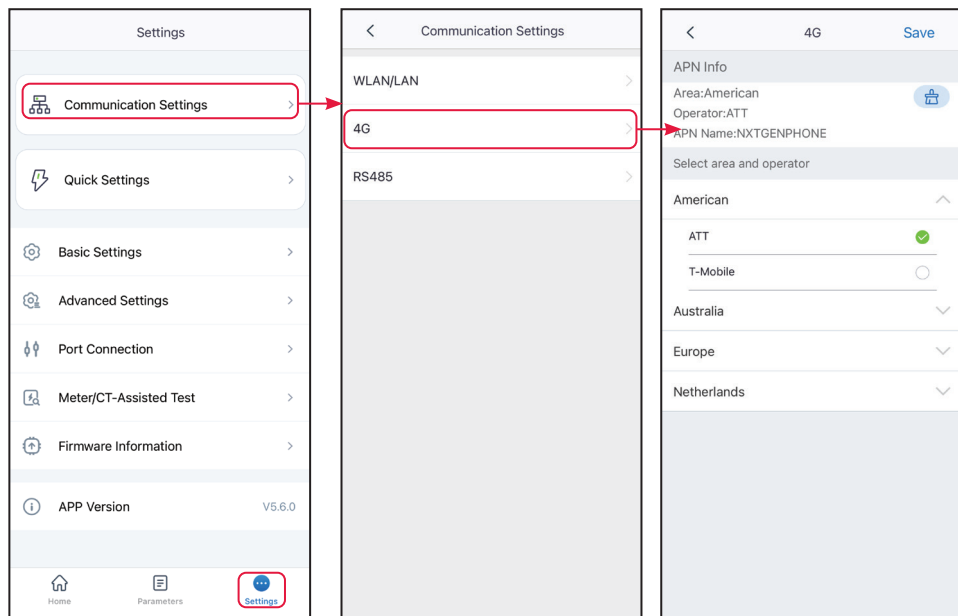 Settings
Communication Settings
Quick Settings
Basic Settings
Advanced Settings
Port Connection
Meter/CT-Assisted Test
Firmware Information
APP Version V5.6.0
Home Parameters Settings
Communication Settings
WLAN/LAN
4G
RS485
4G Save
APN Info
Area:American
Operator:ATT
APN Name:NXTGENPHONE
Select area and operator
American
ATT
T-Mobile
Australia
Europe
Netherlands